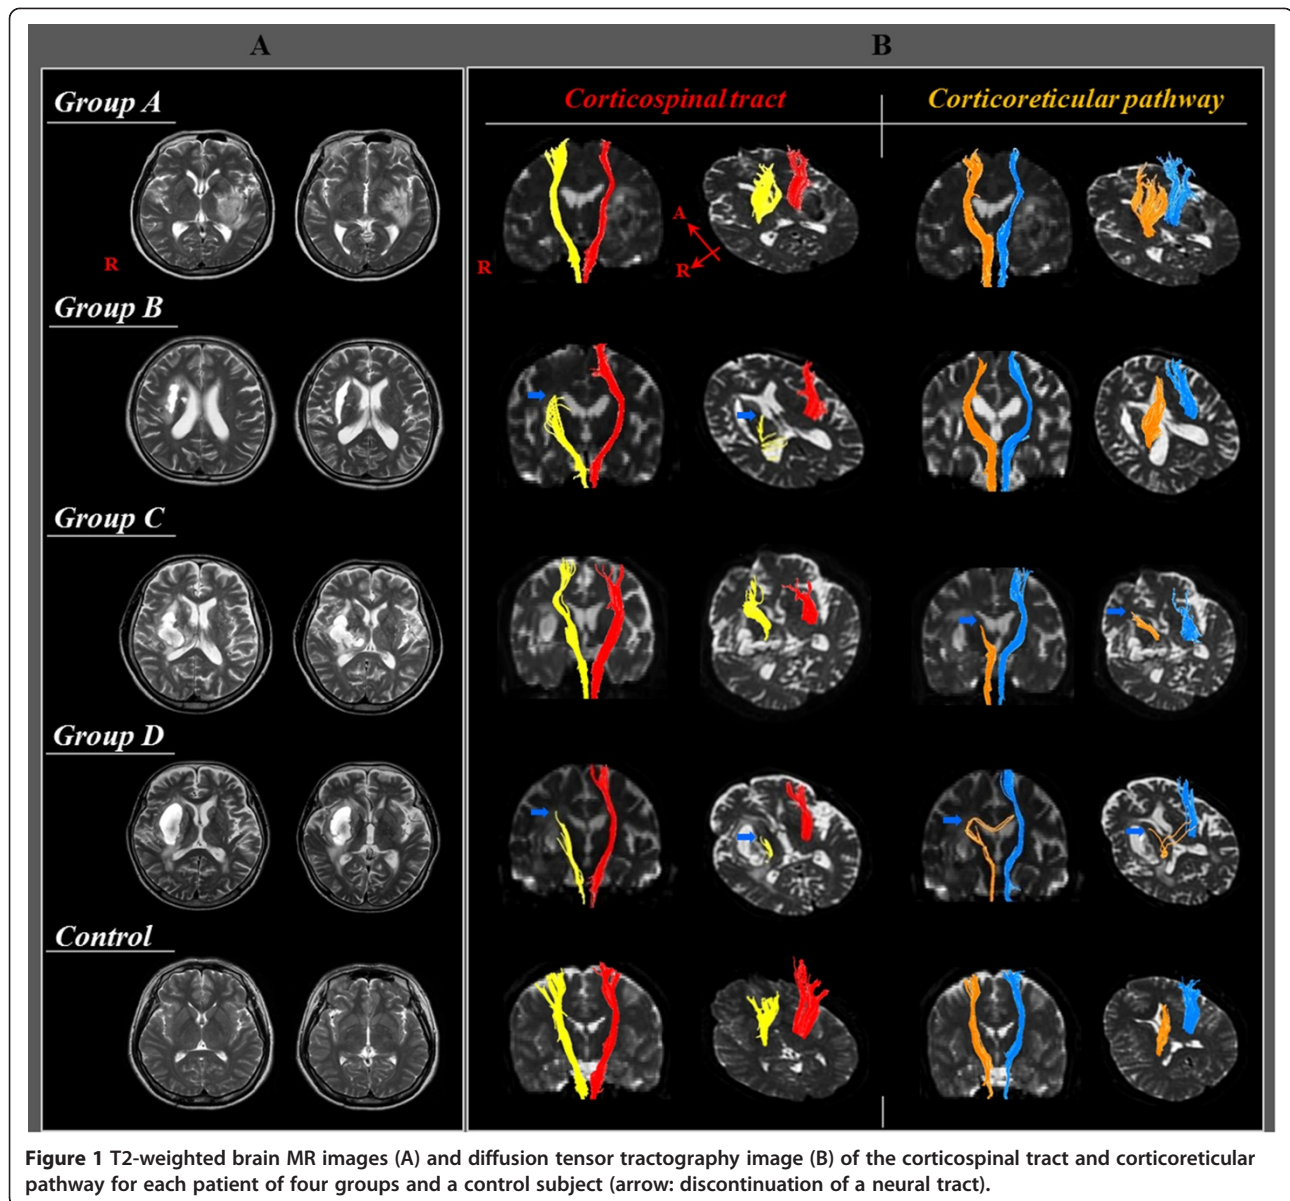 A
B
Group A
Corticospinal tract
Corticoreticular pathway
R
R
A
R
Group B
Group C
Group D
Control
Figure 1 T2-weighted brain MR images (A) and diffusion tensor tractography image (B) of the corticospinal tract and corticoreticular
pathway for each patient of four groups and a control subject (arrow: discontinuation of a neural tract).